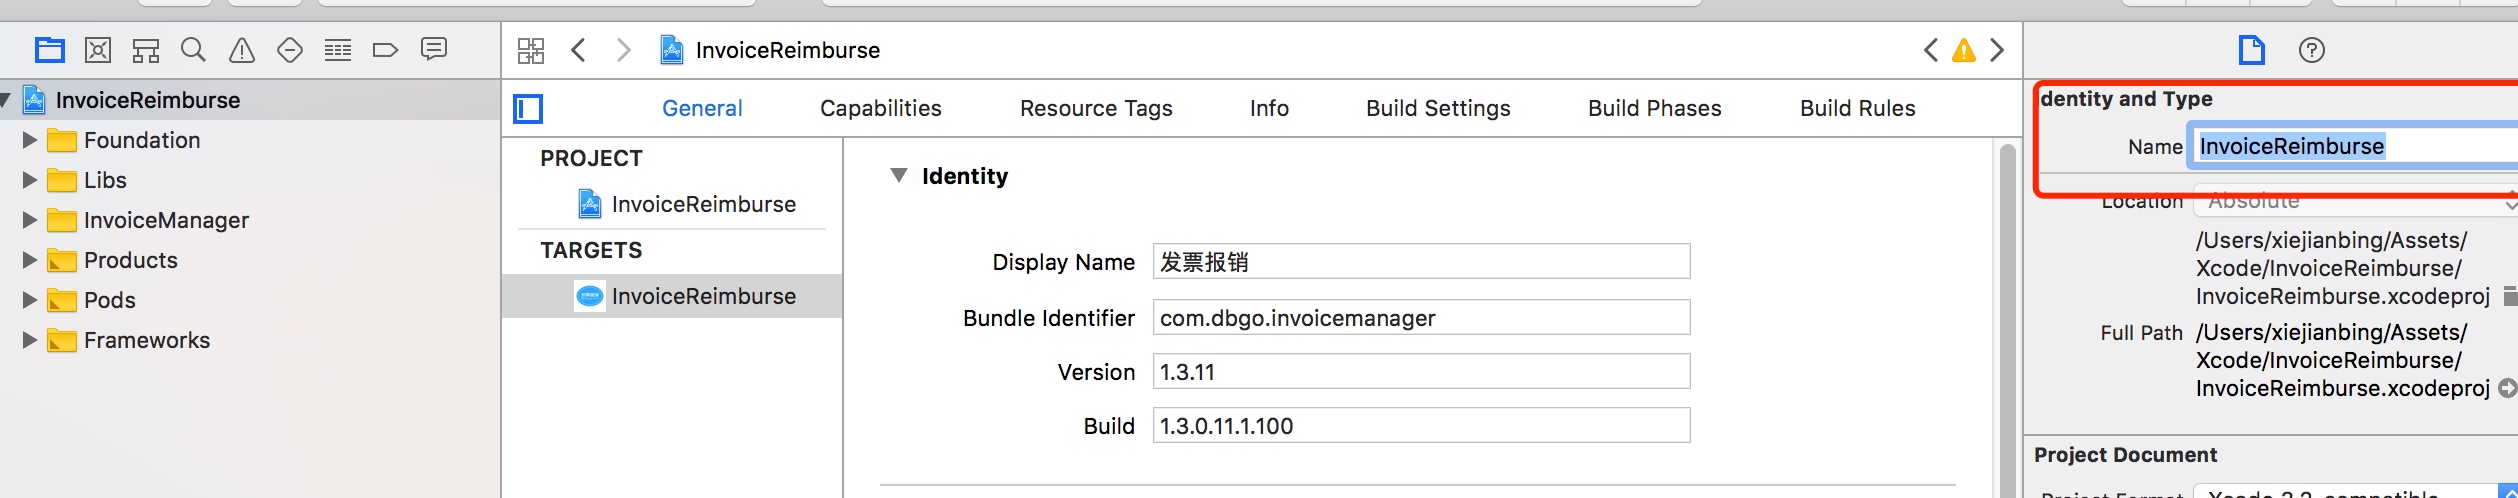 InvoiceReimburse
InvoiceReimburse
Foundation
Libs
InvoiceManager
Products
Pods
Frameworks
General
Capabilities
Resource Tags
Info
Build Settings
Build Phases
Build Rules
PROJECT
InvoiceReimburse
TARGETS
InvoiceReimburse
Identity
Display Name 发票报销
Bundle Identifier com.dbgo.invoicemanager
Version 1.3.11
Build 1.3.0.11.1.100
dentity and Type
Name InvoiceReimburse
Location Absolute
/Users/xiejianbing/Assets/
Xcode/InvoiceReimburse/
InvoiceReimburse.xcodeproj
Full Path /Users/xiejianbing/Assets/
Xcode/InvoiceReimburse/
InvoiceReimburse.xcodeproj
Project Document
Project Format Xcode 3.2-compatible